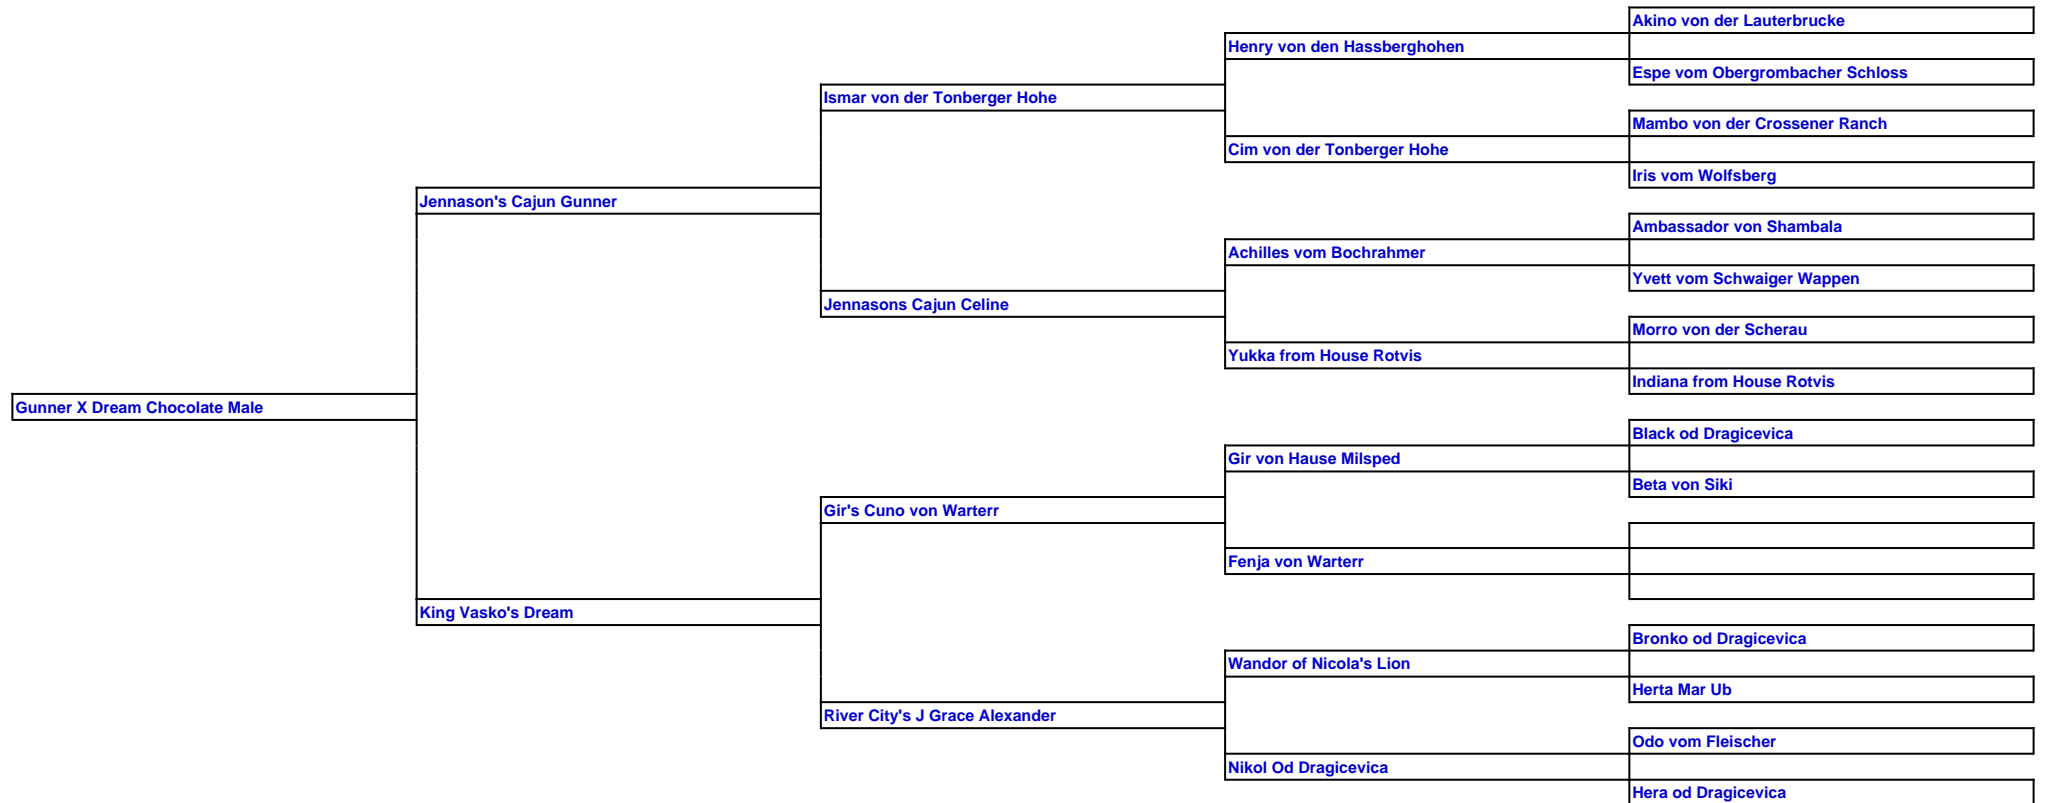 Akino von der Lauterbrucke
Henry von den Hassberghohen
Espe vom Obergrombacher Schloss
Ismar von der Tonberger Hohe
Mambo von der Crossener Ranch
Cim von der Tonberger Hohe
Iris vom Wolfsberg
Jennason's Cajun Gunner
Ambassador von Shambala
Achilles vom Bochrahmer
Yvett vom Schwaiger Wappen
Jennasons Cajun Celine
Morro von der Scherau
Yukka from House Rotvis
Indiana from House Rotvis
Gunner X Dream Chocolate Male
Black od Dragicevica
Gir von Hause Milsped
Beta von Siki
Gir's Cuno von Warterr
Fenja von Warterr
King Vasko's Dream
Bronko od Dragicevica
Wandor of Nicola's Lion
Herta Mar Ub
River City's J Grace Alexander
Odo vom Fleischer
Nikol Od Dragicevica
Hera od Dragicevica